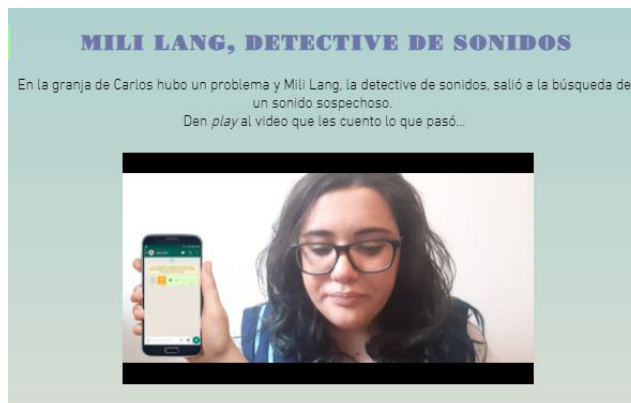 MILI LANG, DETECTIVE DE SONIDOS
En la granja de Carlos hubo un problema y Mili Lang, la detective de sonidos, salió a la búsqueda de
un sonido sospechoso.
Den play al video que les cuento lo que pasó...